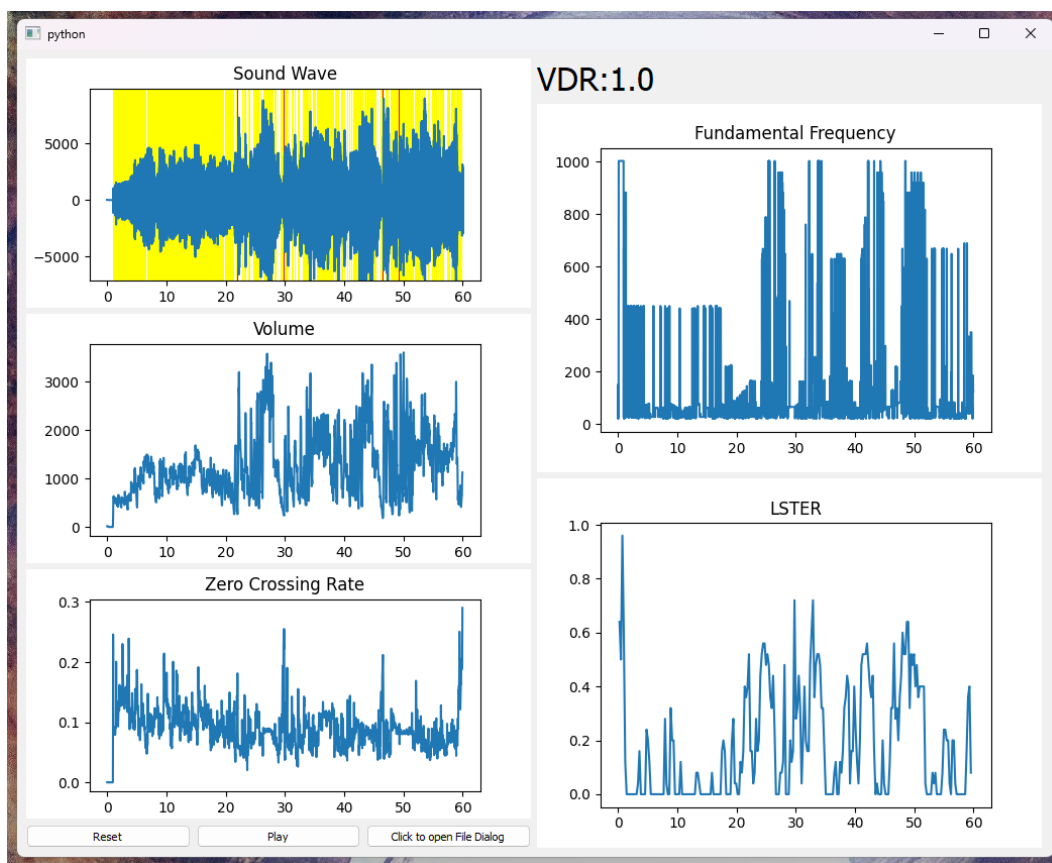 python
Sound Wave
5000
0
−5000
0 10 20 30 40 50 60
Volume
3000
2000
1000
0
0 10 20 30 40 50 60
Zero Crossing Rate
0.3
0.2
0.1
0.0
0 10 20 30 40 50 60
Reset Play Click to open File Dialog
VDR:1.0
Fundamental Frequency
1000
800
600
400
200
0
0 10 20 30 40 50 60
LSTER
1.0
0.8
0.6
0.4
0.2
0.0
0 10 20 30 40 50 60